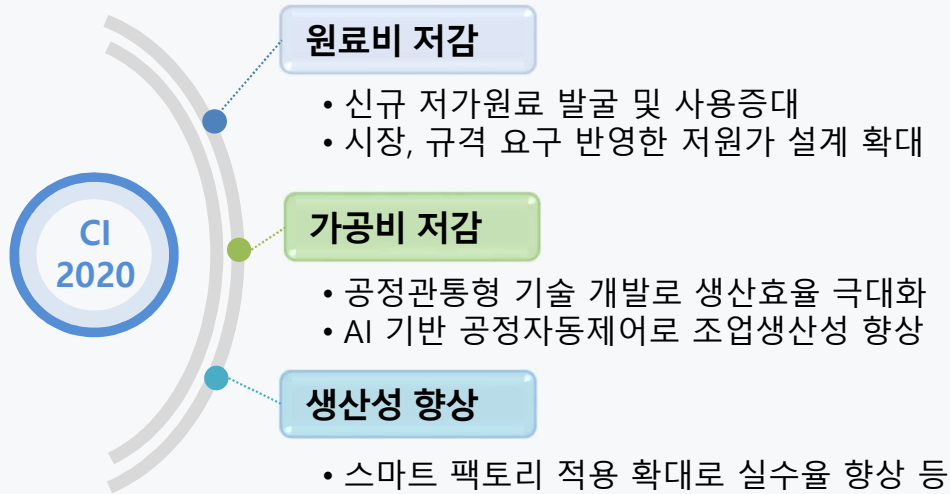 원료비 저감
• 신규 저가원료 발굴 및 사용증대
• 시장, 규격 요구 반영한 저원가 설계 확대
CI
2020
가공비 저감
• 공정관통형 기술 개발로 생산효율 극대화
• AI 기반 공정자동제어로 조업생산성 향상
생산성 향상
• 스마트 팩토리 적용 확대로 실수율 향상 등